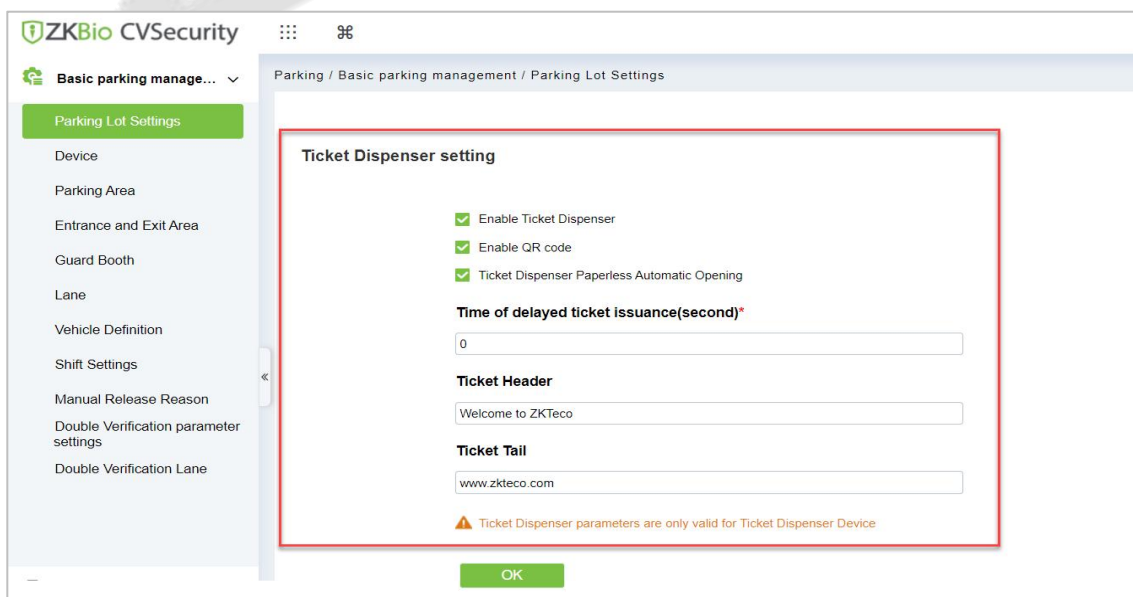 ZKBio CVSecurity
Basic parking manage...
Parking / Basic parking management / Parking Lot Settings
Parking Lot Settings
Device
Parking Area
Entrance and Exit Area
Guard Booth
Lane
Vehicle Definition
Shift Settings
Manual Release Reason
Double Verification parameter
settings
Double Verification Lane
Ticket Dispenser setting
Enable Ticket Dispenser
Enable QR code
Ticket Dispenser Paperless Automatic Opening
Time of delayed ticket issuance(second)*
0
Ticket Header
Welcome to ZKTeco
Ticket Tail
www.zkteco.com
Ticket Dispenser parameters are only valid for Ticket Dispenser Device
OK